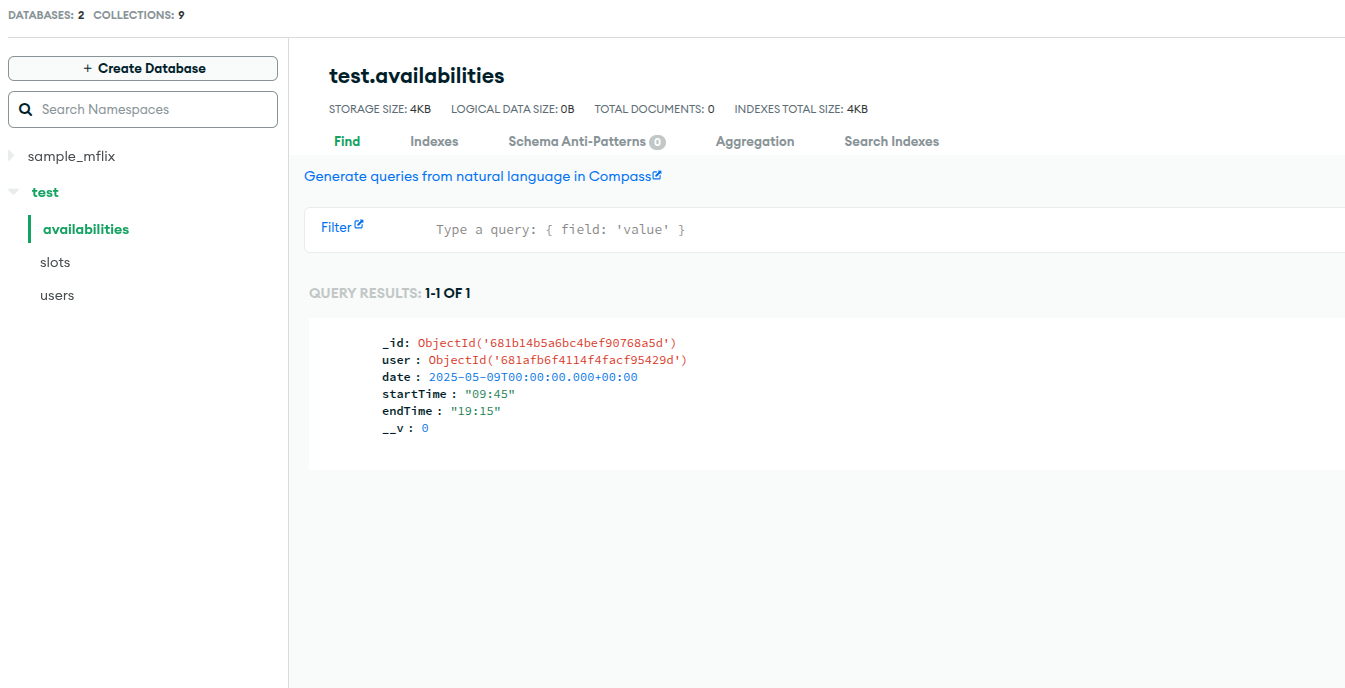 DATABASES: 2 COLLECTIONS: 9
+ Create Database
Search Namespaces
sample_mflix
test
availabilities
slots
users
test.availabilities
STORAGE SIZE: 4KB LOGICAL DATA SIZE: 0B TOTAL DOCUMENTS: 0 INDEXES TOTAL SIZE: 4KB
Find Indexes Schema Anti-Patterns 0 Aggregation Search Indexes
Generate queries from natural language in Compass
Filter Type a query: { field: 'value' }
QUERY RESULTS: 1-1 OF 1
_id: ObjectId('681b14b5a6bc4bef90768a5d')
user : ObjectId('681afb6f4114f4facf95429d')
date : 2025-05-09T00:00:00.000+00:00
startTime : "09:45"
endTime : "19:15"
__v : 0